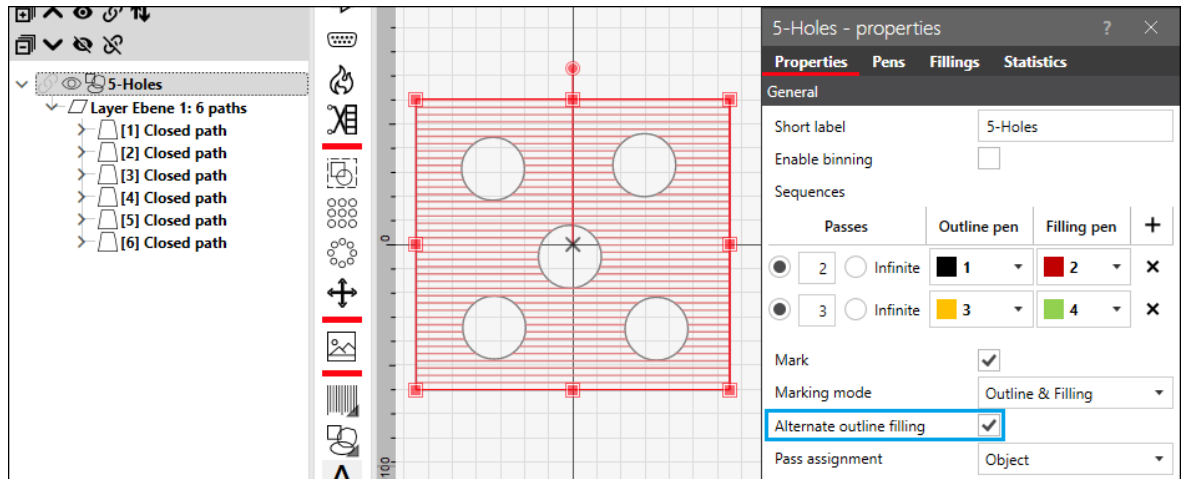 5-Holes
Layer Ebene 1: 6 paths
[1] Closed path
[2] Closed path
[3] Closed path
[4] Closed path
[5] Closed path
[6] Closed path
0
100
5-Holes - properties ?
Properties Pens Fillings Statistics
General
Short label 5-Holes
Enable binning
Sequences
Passes Outline pen Filling pen
2 Infinite 1 2
3 Infinite 3 4
Mark
Marking mode Outline & Filling
Alternate outline filling
Pass assignment Object